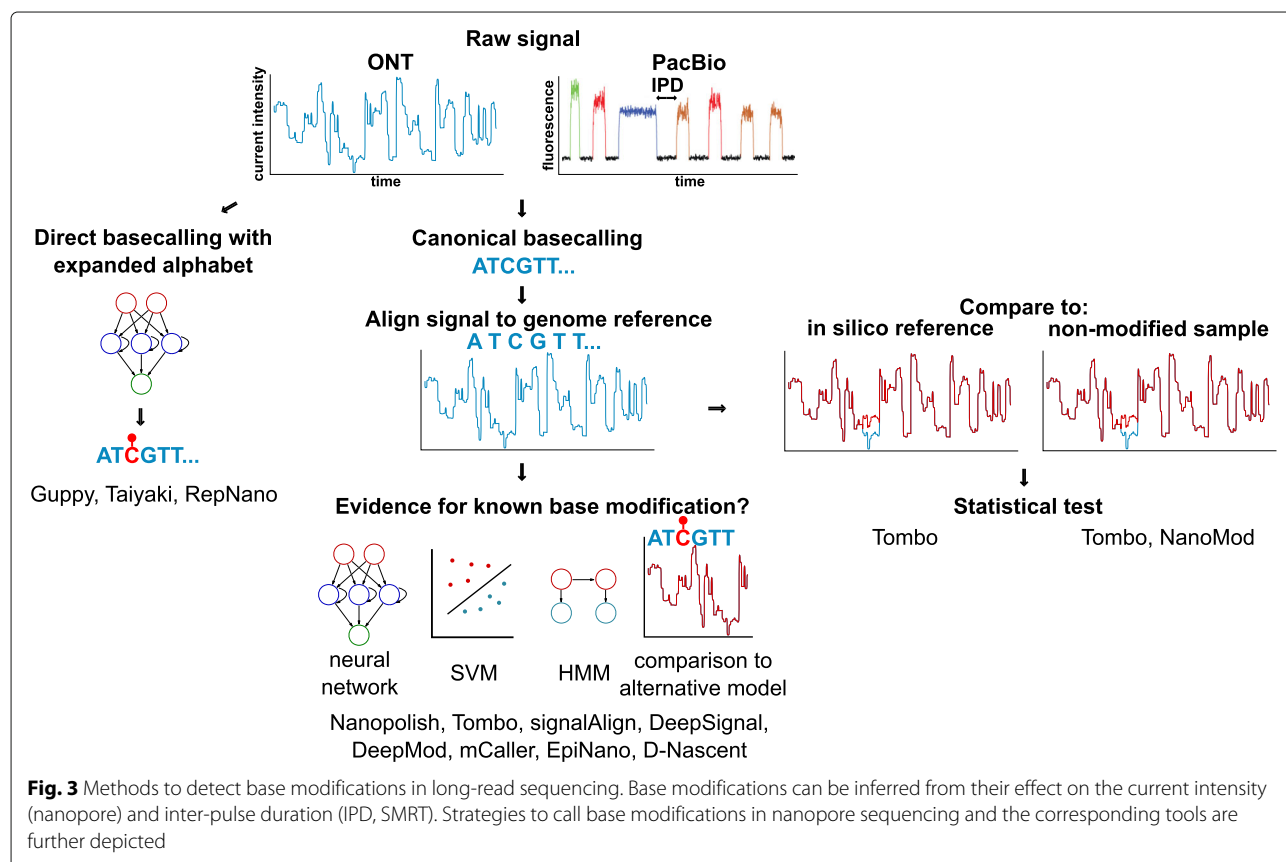 Raw signal
ONT
PacBio
IPD
current intensity
time
fluorescence
time
Direct basecalling with
expanded alphabet
ATCGTT...
Guppy, Taiyaki, RepNano
Canonical basecalling
ATCGTT...
Align signal to genome reference
A T C G T T...
Compare to:
in silico reference
non-modified sample
Statistical test
Tombo
Tombo, NanoMod
Evidence for known base modification?
ATCGTT
neural
network
SVM
HMM
comparison to
alternative model
Nanopolish, Tombo, signalAlign, DeepSignal,
DeepMod, mCaller, EpiNano, D-Nascent
Fig. 3 Methods to detect base modifications in long-read sequencing. Base modifications can be inferred from their effect on the current intensity
(nanopore) and inter-pulse duration (IPD, SMRT). Strategies to call base modifications in nanopore sequencing and the corresponding tools are
further depicted